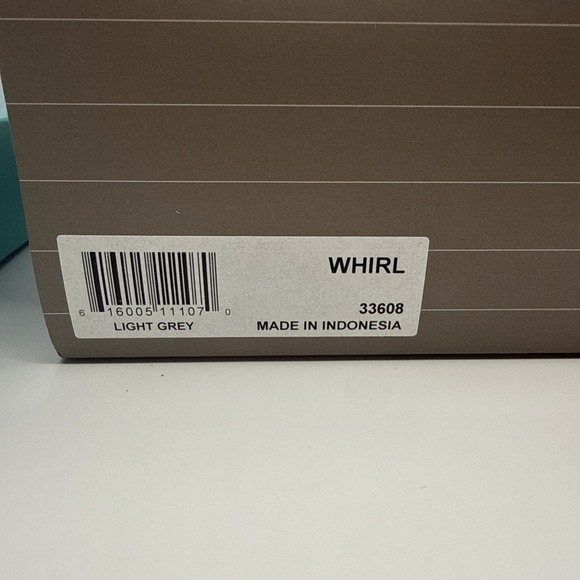 WHIRL
33608
6 16005 11107 0
LIGHT GREY MADE IN INDONESIA